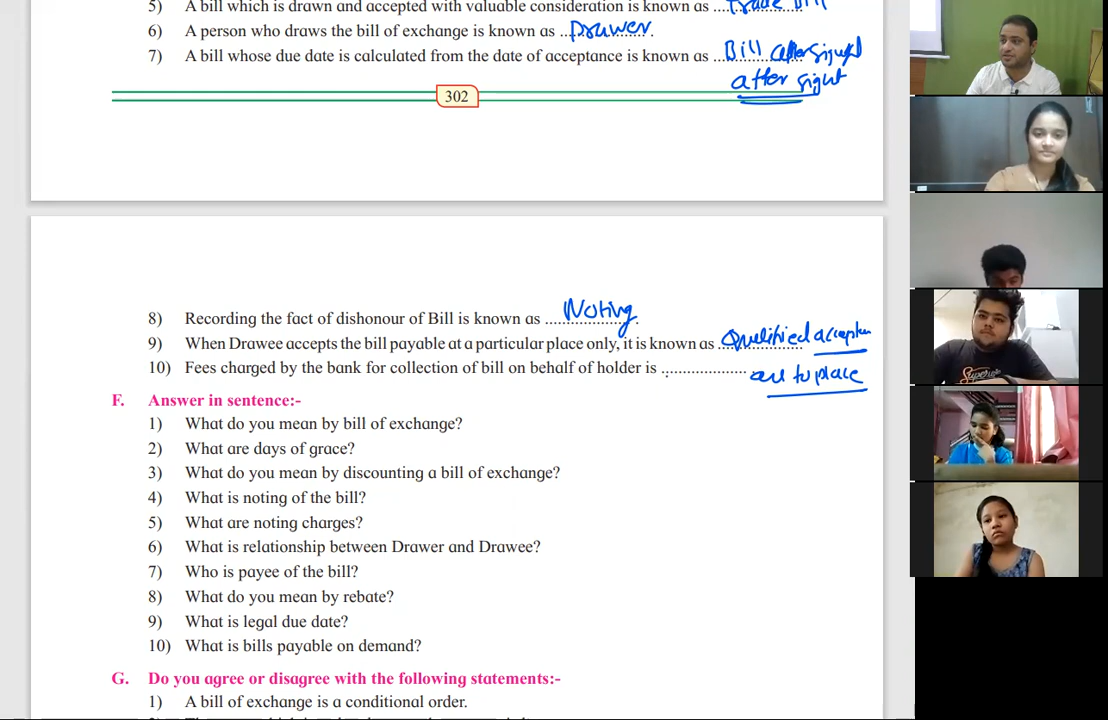 5) A bill which is drawn and accepted with valuable consideration is known as .... Trade Bill
6) A person who draws the bill of exchange is known as ... Drawer.
7) A bill whose due date is calculated from the date of acceptance is known as ... Bill after sight
after sight
302
8) Recording the fact of dishonour of Bill is known as ... Noting.
9) When Drawee accepts the bill payable at a particular place only, it is known as ... Qualified
10) Fees charged by the bank for collection of bill on behalf of holder is ................... as to place
F. Answer in sentence:-
1) What do you mean by bill of exchange?
2) What are days of grace?
3) What do you mean by discounting a bill of exchange?
4) What is noting of the bill?
5) What are noting charges?
6) What is relationship between Drawer and Drawee?
7) Who is payee of the bill?
8) What do you mean by rebate?
9) What is legal due date?
10) What is bills payable on demand?
G. Do you agree or disagree with the following statements:-
1) A bill of exchange is a conditional order.